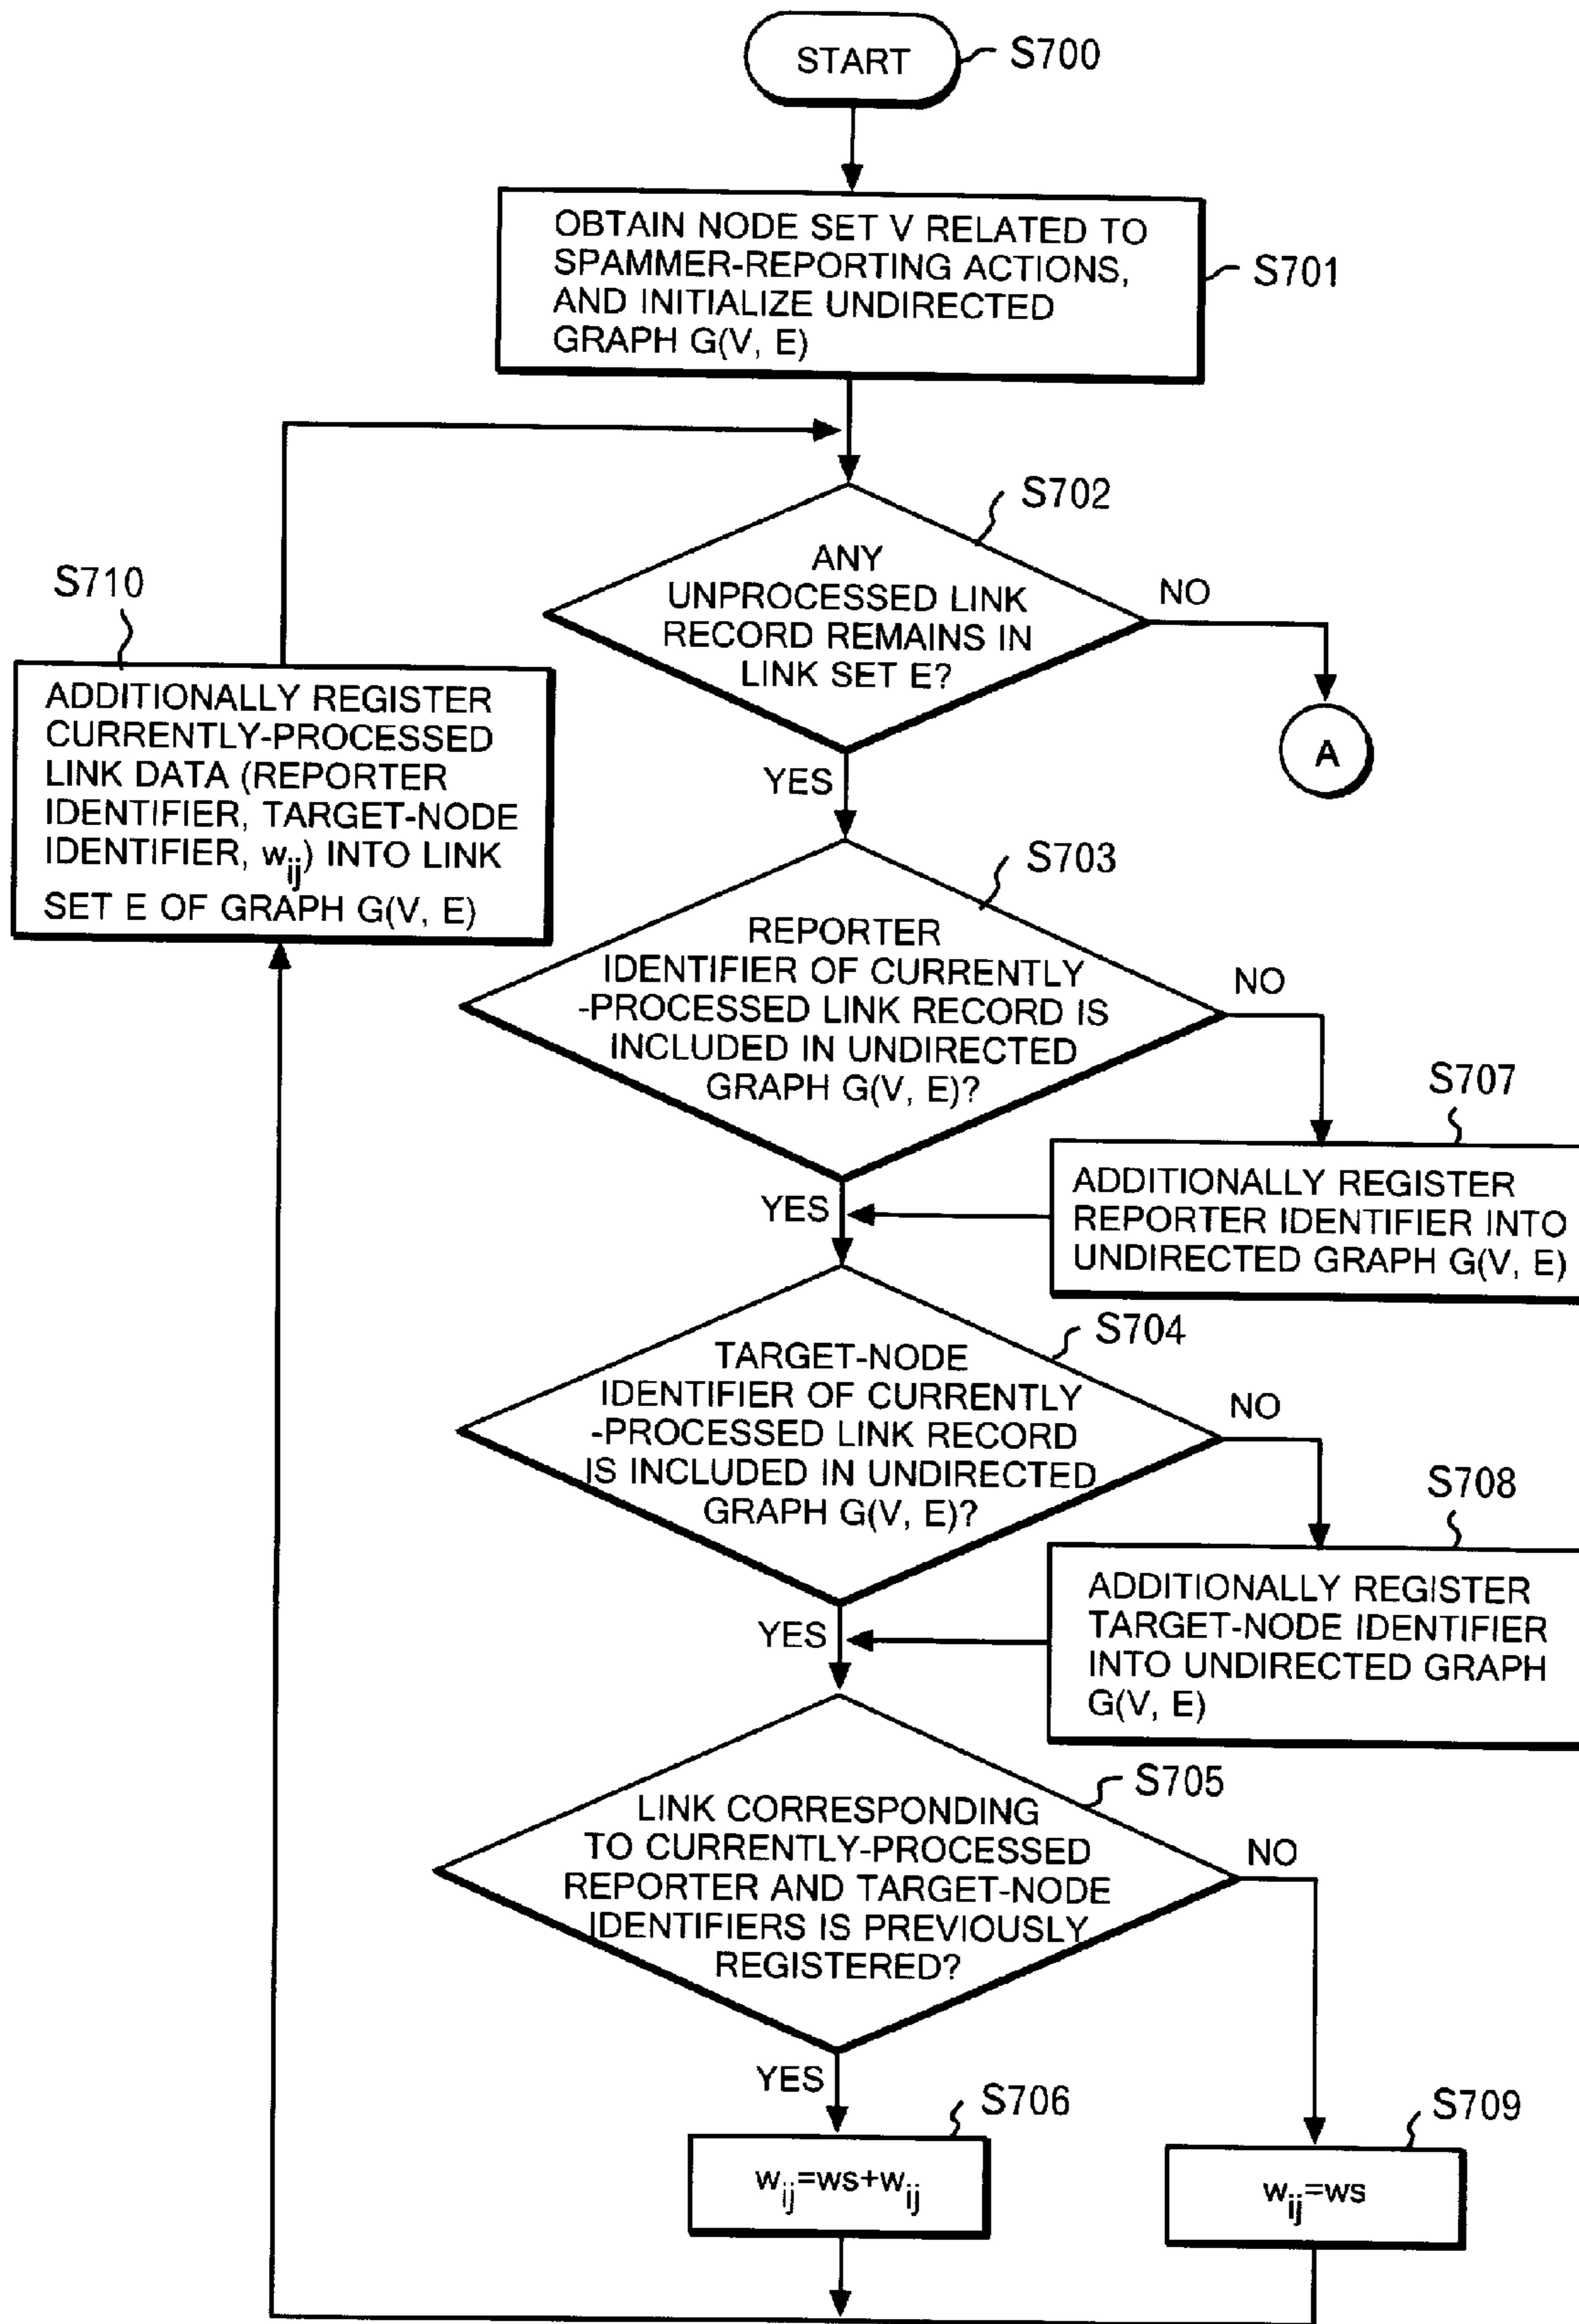 START
S700
OBTAIN NODE SET V RELATED TO
SPAMMER-REPORTING ACTIONS,
AND INITIALIZE UNDIRECTED
GRAPH G(V, E)
S701
S702
ANY
UNPROCESSED LINK
RECORD REMAINS IN
LINK SET E?
NO
A
YES
S710
ADDITIONALLY REGISTER
CURRENTLY-PROCESSED
LINK DATA (REPORTER
IDENTIFIER, TARGET-NODE
IDENTIFIER, wij) INTO LINK
SET E OF GRAPH G(V, E)
S703
REPORTER
IDENTIFIER OF CURRENTLY
-PROCESSED LINK RECORD IS
INCLUDED IN UNDIRECTED
GRAPH G(V, E)?
NO
YES
S707
ADDITIONALLY REGISTER
REPORTER IDENTIFIER INTO
UNDIRECTED GRAPH G(V, E)
S704
TARGET-NODE
IDENTIFIER OF CURRENTLY
-PROCESSED LINK RECORD
IS INCLUDED IN UNDIRECTED
GRAPH G(V, E)?
NO
YES
S708
ADDITIONALLY REGISTER
TARGET-NODE IDENTIFIER
INTO UNDIRECTED GRAPH
G(V, E)
S705
LINK CORRESPONDING
TO CURRENTLY-PROCESSED
REPORTER AND TARGET-NODE
IDENTIFIERS IS PREVIOUSLY
REGISTERED?
NO
YES
S706
wij=ws+wij
S709
wij=ws